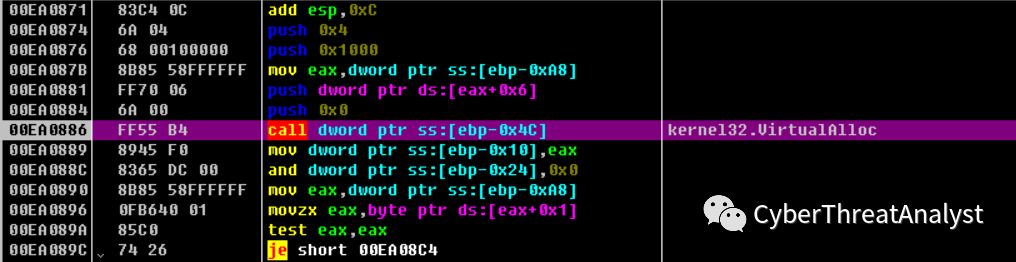 00EA0871 83C4 0C add esp,0xC
00EA0874 6A 04 push 0x4
00EA0876 68 00100000 push 0x1000
00EA087B 8B85 58FFFFFF mov eax,dword ptr ss:[ebp-0xA8]
00EA0881 FF70 06 push dword ptr ds:[eax+0x6]
00EA0884 6A 00 push 0x0
00EA0886 FF55 B4 call dword ptr ss:[ebp-0x4C] kernel32.VirtualAlloc
00EA0889 8945 F0 mov dword ptr ss:[ebp-0x10],eax
00EA088C 8365 DC 00 and dword ptr ss:[ebp-0x24],0x0
00EA0890 8B85 58FFFFFF mov eax,dword ptr ss:[ebp-0xA8]
00EA0896 0FB640 01 movzx eax,byte ptr ds:[eax+0x1]
00EA089A 85C0 test eax,eax
00EA089C 74 26 je short 00EA08C4
CyberThreatAnalyst